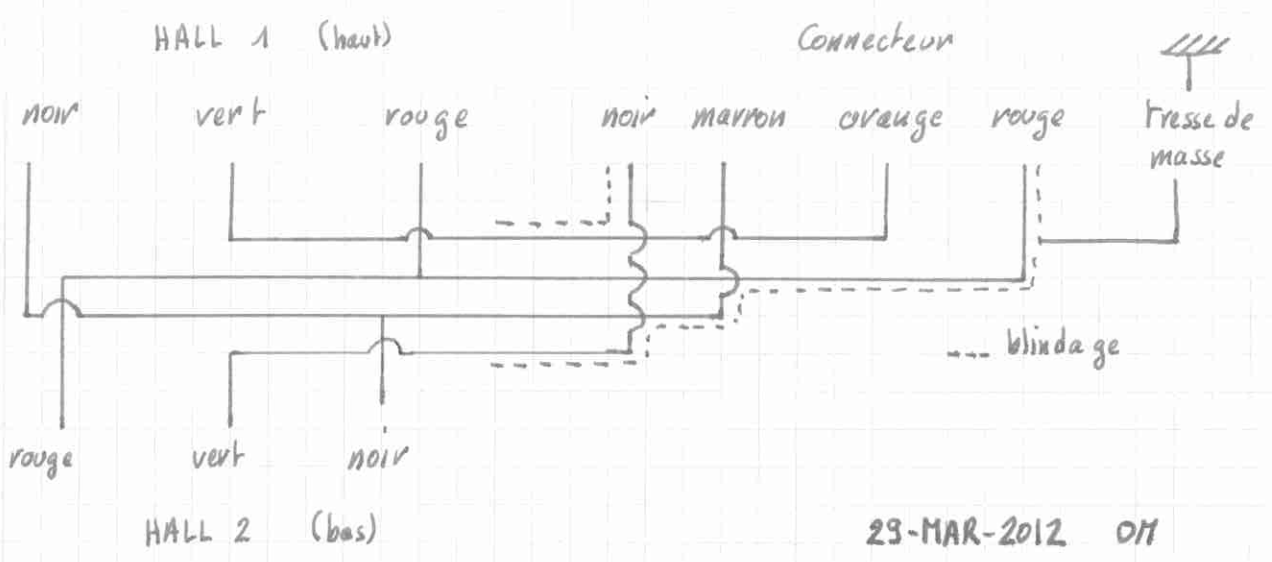 HALL 1 (haut) Connecteur
noir vert rouge noir marron orange rouge tresse de
masse
blindage
rouge vert noir
HALL 2 (bas)
29-MAR-2012 OM